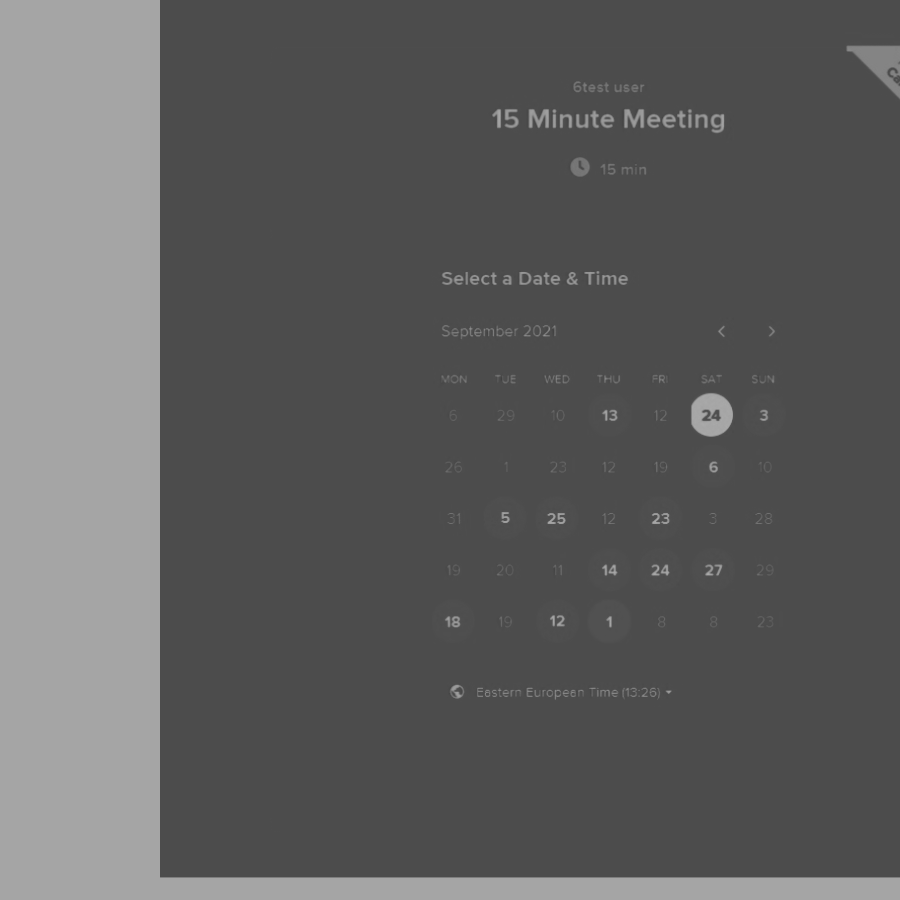 6test user
15 Minute Meeting
15 min
Select a Date & Time
September 2021
MON TUE WED THU FRI SAT SUN
6 29 10 13 12 24 3
26 1 23 12 19 6 10
31 5 25 12 23 3 28
19 20 11 14 24 27 29
18 19 12 1 8 8 23
Eastern European Time (13:26)